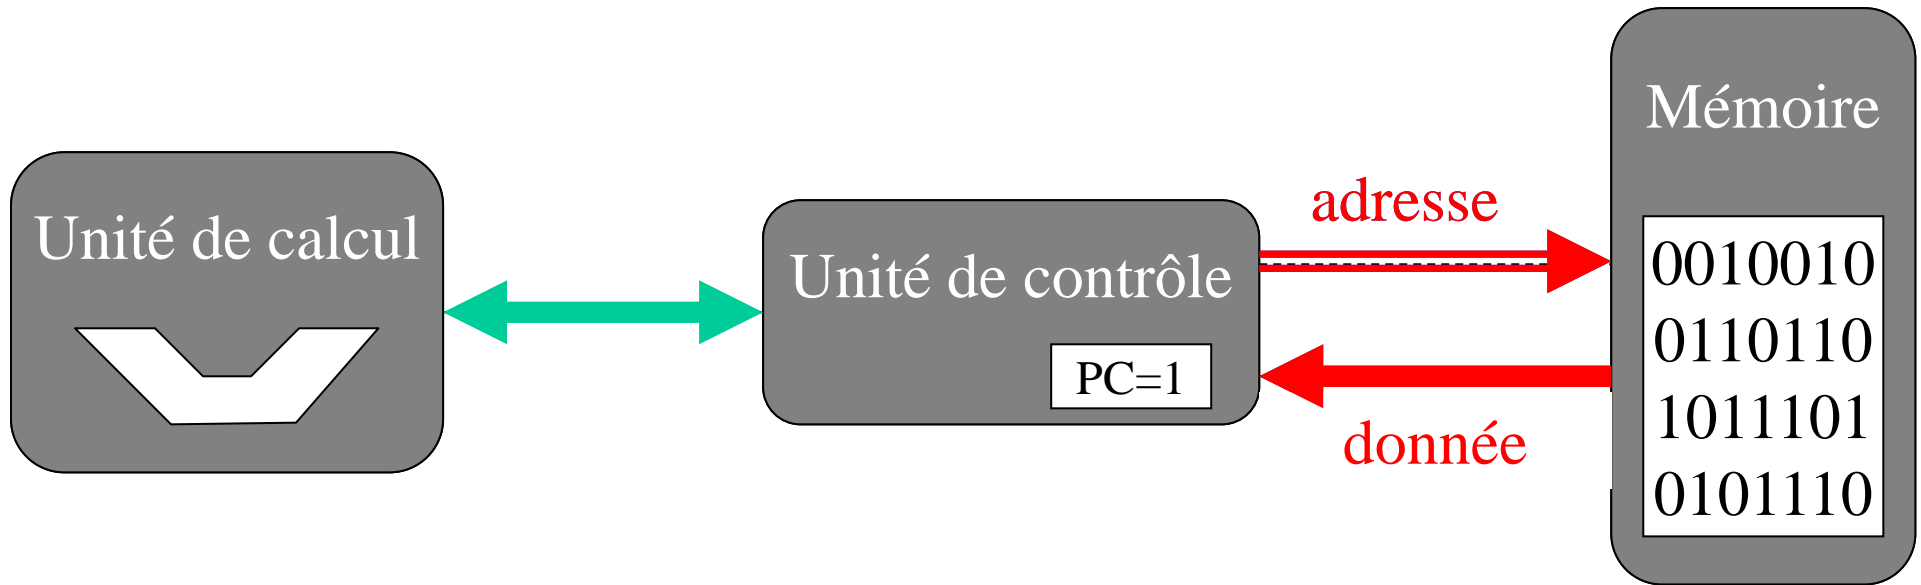 Unité de calcul
Unité de contrôle
PC=1
adresse
donnée
Mémoire
0010010
0110110
1011101
0101110